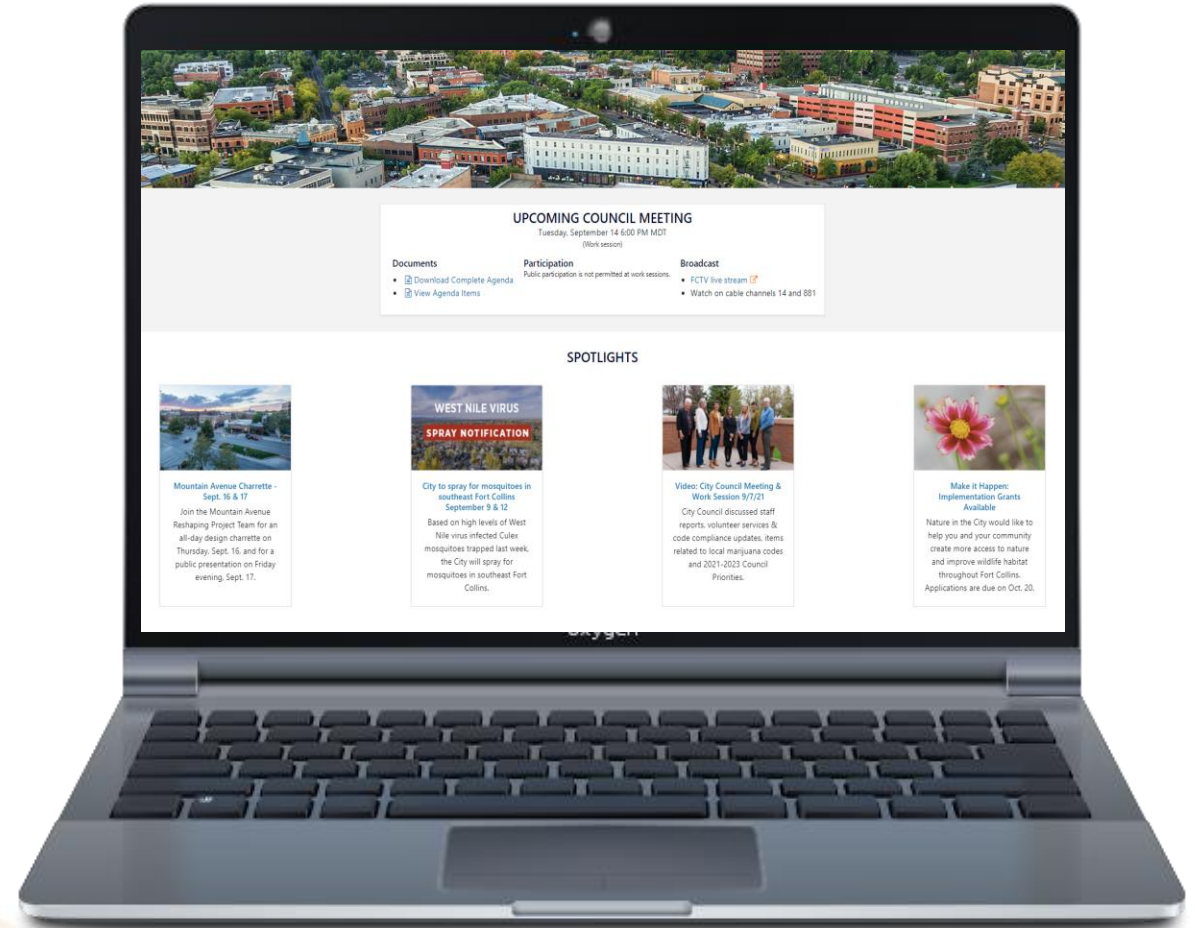 UPCOMING COUNCIL MEETING
Tuesday, September 14 6:00 PM MDT
(Work session)
Documents
Download Complete Agenda
View Agenda Items
Participation
Public participation is not permitted at work sessions.
Broadcast
FCTV live stream
Watch on cable channels 14 and 881
SPOTLIGHTS
Mountain Avenue Charrette -
Sept. 16 & 17
Join the Mountain Avenue
Reshaping Project Team for an
all-day design charrette on
Thursday, Sept. 16, and for a
public presentation on Friday
evening, Sept. 17.
WEST NILE VIRUS
SPRAY NOTIFICATION
City to spray for mosquitoes in
southeast Fort Collins
September 9 & 12
Based on high levels of West
Nile virus infected Culex
mosquitoes trapped last week,
the City will spray for
mosquitoes in southeast Fort
Collins.
Video: City Council Meeting &
Work Session 9/7/21
City Council discussed staff
reports, volunteer services &
code compliance updates, items
related to local marijuana codes
and 2021-2023 Council
Priorities.
Make it Happen:
Implementation Grants
Available
Nature in the City would like to
help you and your community
create more access to nature
and improve wildlife habitat
throughout Fort Collins.
Applications are due on Oct. 20.